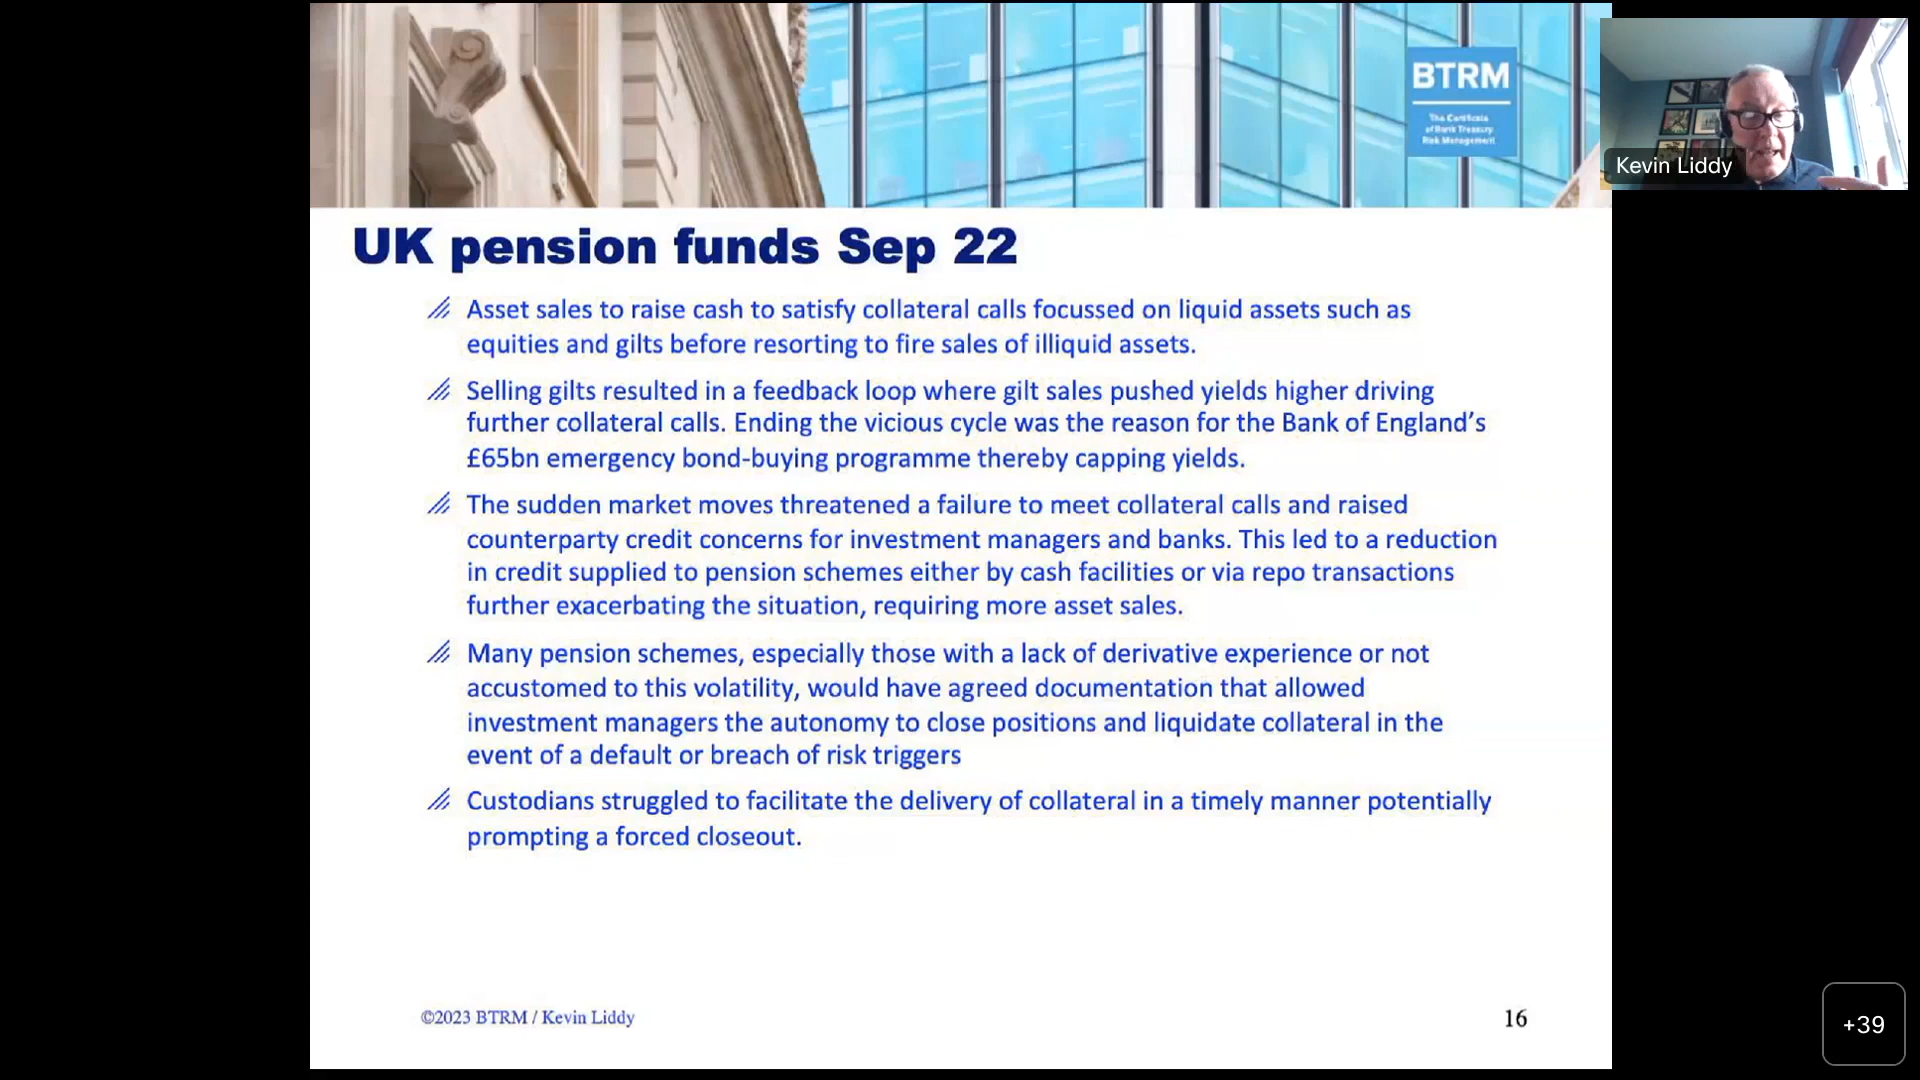 BTRM
The Certificate
of Bank Treasury
Risk Management
Kevin Liddy
UK pension funds Sep 22
Asset sales to raise cash to satisfy collateral calls focussed on liquid assets such as
equities and gilts before resorting to fire sales of illiquid assets.
Selling gilts resulted in a feedback loop where gilt sales pushed yields higher driving
further collateral calls. Ending the vicious cycle was the reason for the Bank of England's
£65bn emergency bond-buying programme thereby capping yields.
The sudden market moves threatened a failure to meet collateral calls and raised
counterparty credit concerns for investment managers and banks. This led to a reduction
in credit supplied to pension schemes either by cash facilities or via repo transactions
further exacerbating the situation, requiring more asset sales.
Many pension schemes, especially those with a lack of derivative experience or not
accustomed to this volatility, would have agreed documentation that allowed
investment managers the autonomy to close positions and liquidate collateral in the
event of a default or breach of risk triggers
Custodians struggled to facilitate the delivery of collateral in a timely manner potentially
prompting a forced closeout.
©2023 BTRM / Kevin Liddy
16
+39